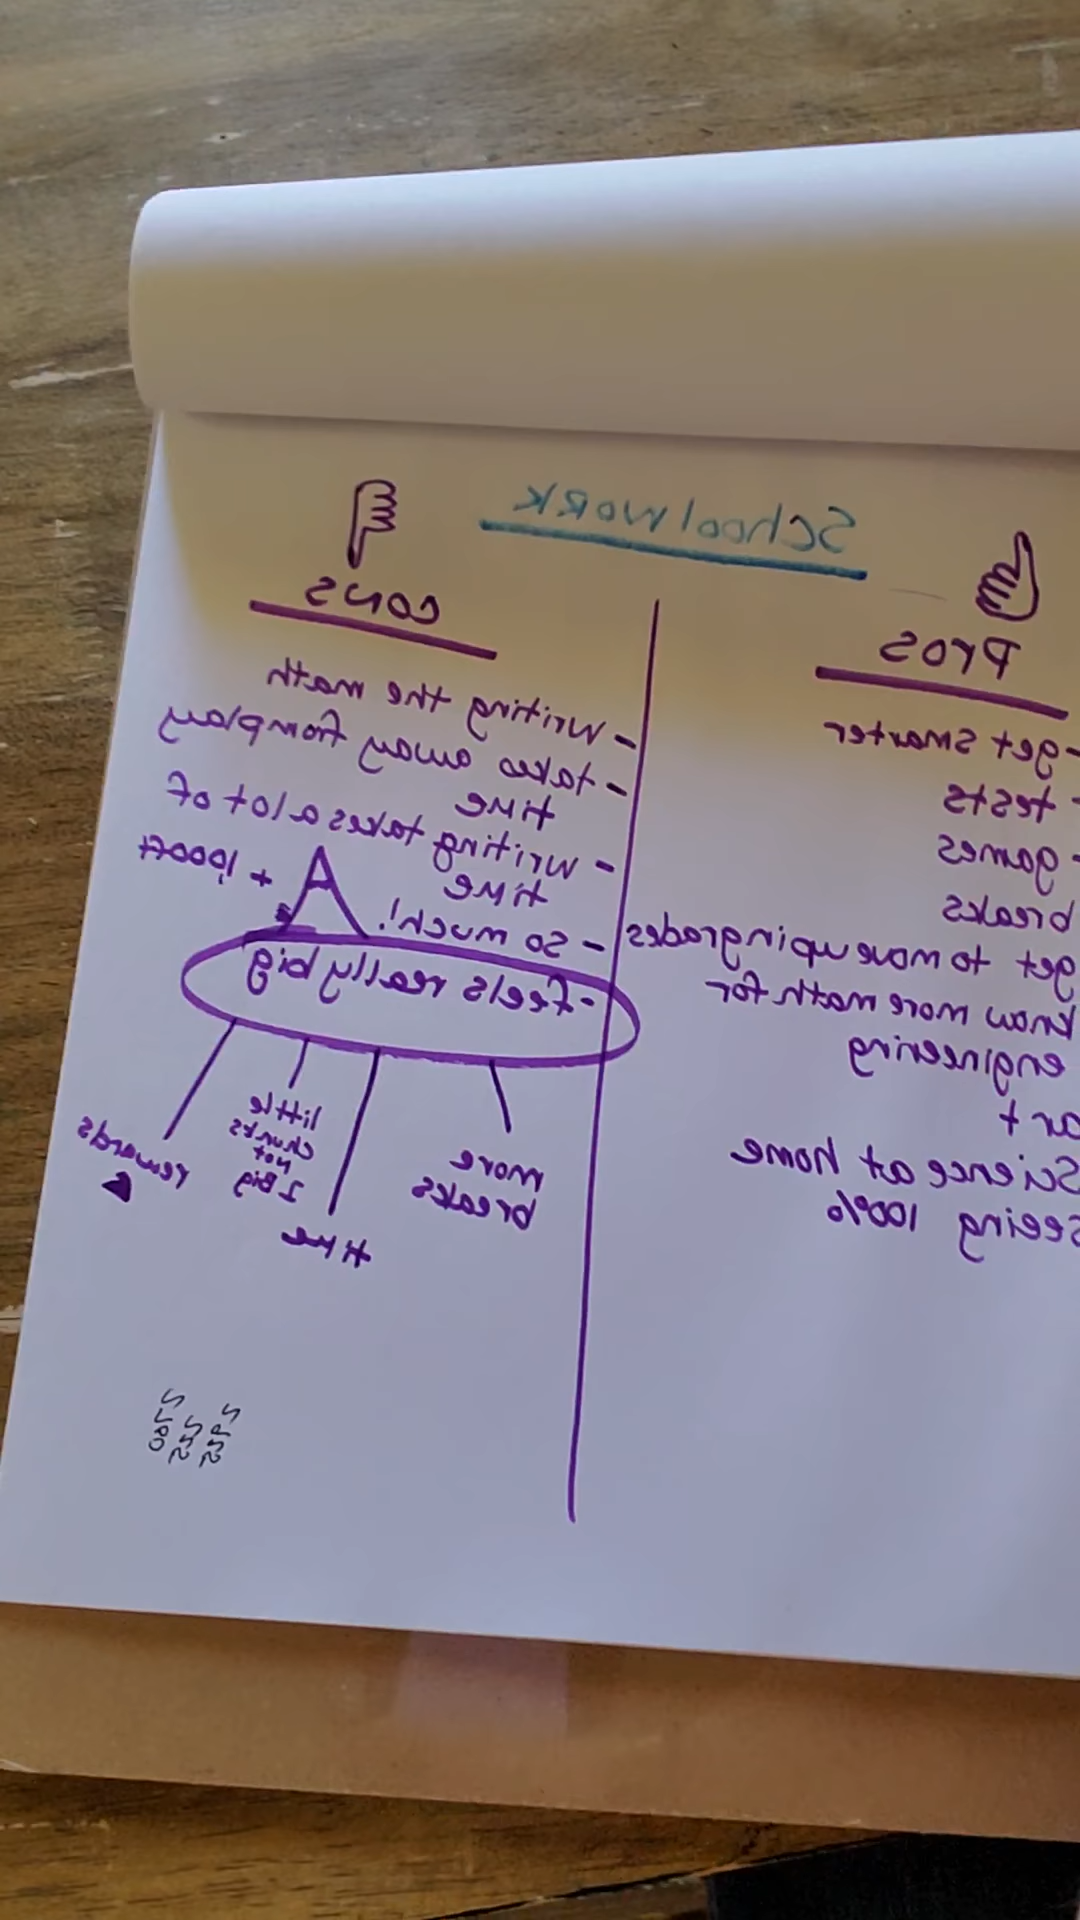 Schoolwork
Pros
- get smarter
- tests
- games
breaks
get to move up in grades
know more math for
engineering
art
Science at home
seeing 100%
cons
- writing the math
- takes away from play
time
- writing takes a lot of
time
- so much!
+ 1,000ft
- feels really big
more
breaks
time
little
chunks
not
1 Big
rewards